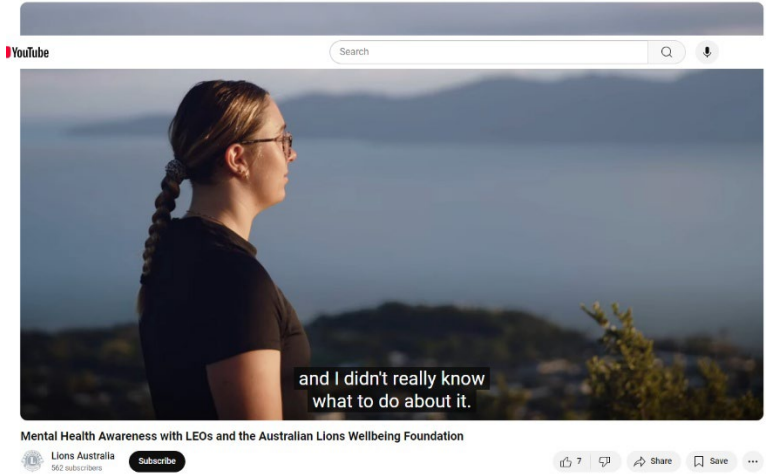 YouTube
Search
and I didn't really know
what to do about it.
Mental Health Awareness with LEOs and the Australian Lions Wellbeing Foundation
Lions Australia
562 subscribers
Subscribe
7
Share
Save